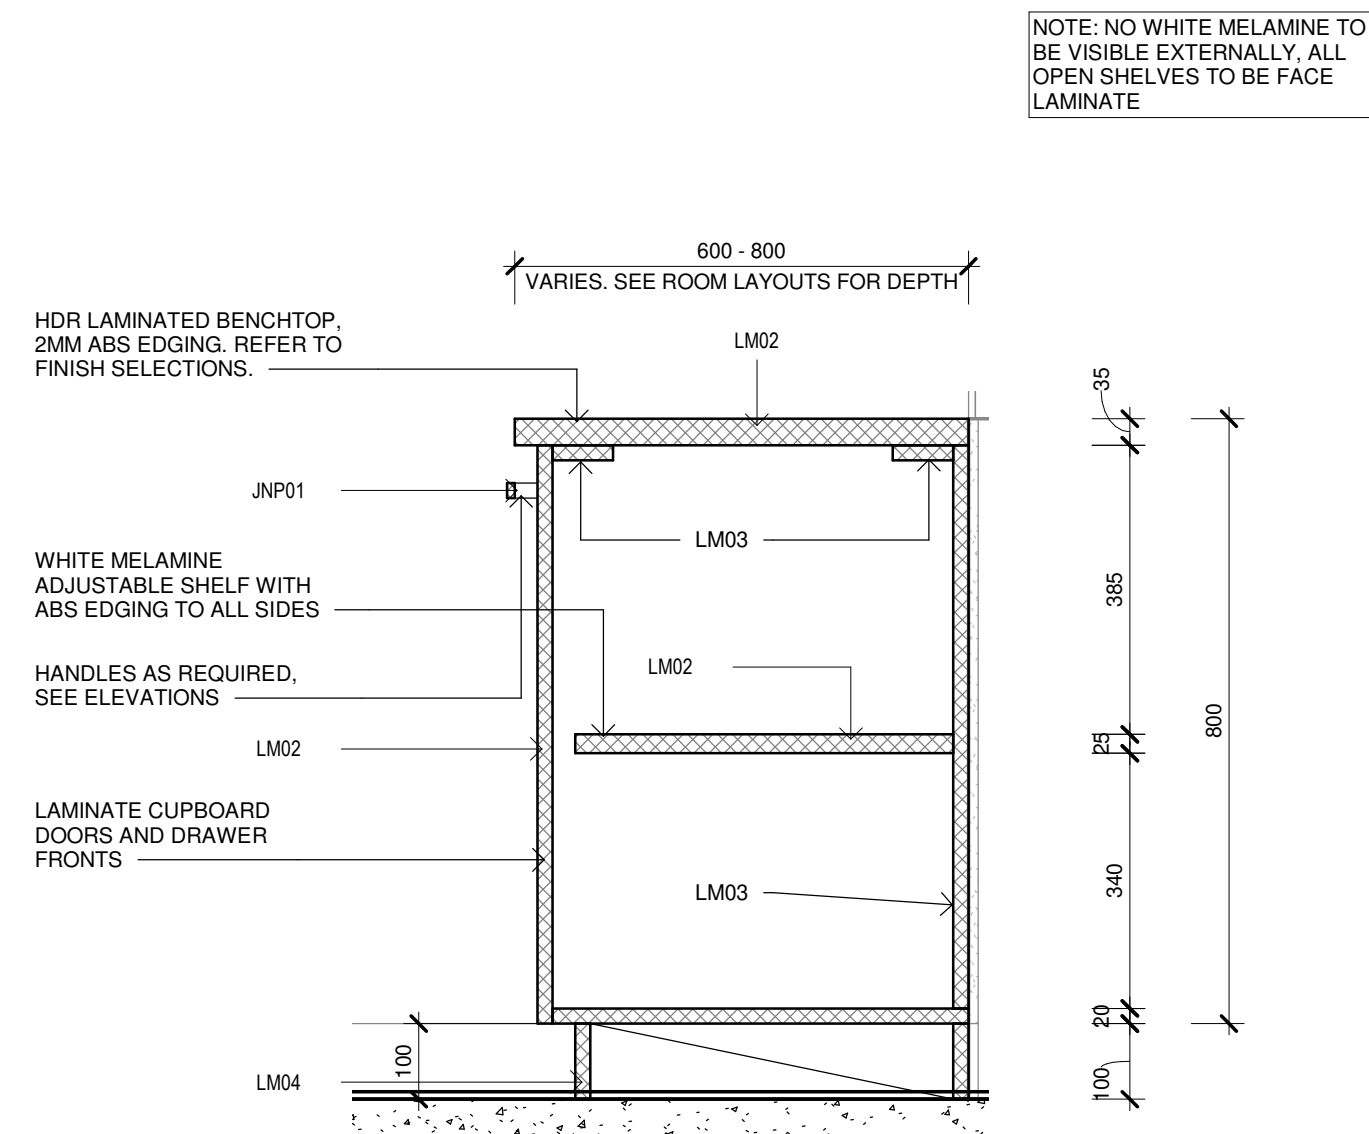 NOTE: NO WHITE MELAMINE TO
BE VISIBLE EXTERNALLY, ALL
OPEN SHELVES TO BE FACE
LAMINATE
600 - 800
VARIES. SEE ROOM LAYOUTS FOR DEPTH
HDR LAMINATED BENCHTOP,
2MM ABS EDGING. REFER TO
FINISH SELECTIONS.
LM02
35
JNP01
LM03
WHITE MELAMINE
ADJUSTABLE SHELF WITH
ABS EDGING TO ALL SIDES
385
HANDLES AS REQUIRED,
SEE ELEVATIONS
LM02
LM02
25
800
LAMINATE CUPBOARD
DOORS AND DRAWER
FRONTS
LM03
340
20
100
LM04
100